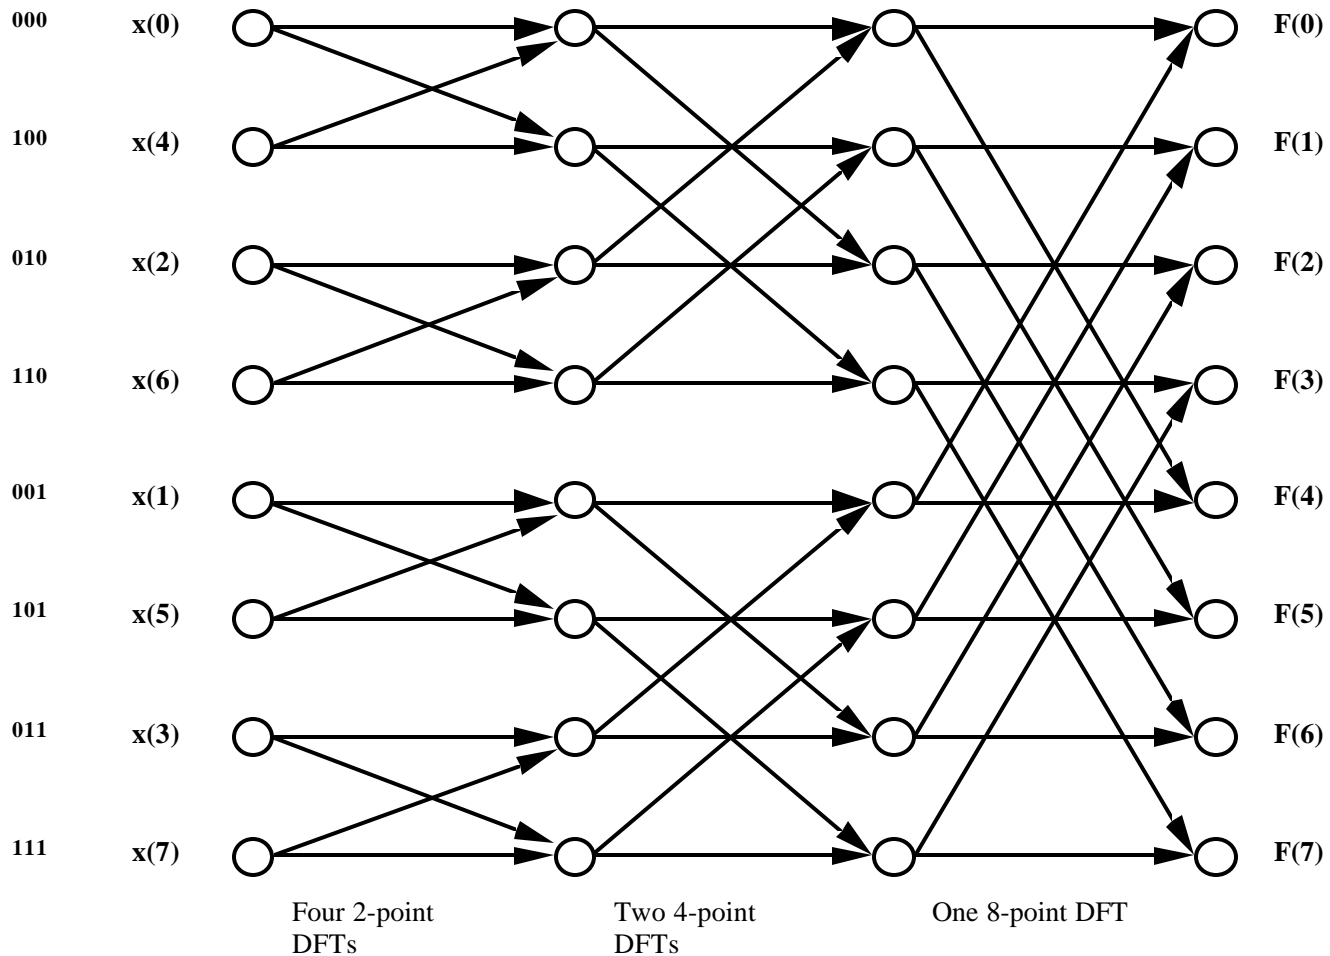 000 x(0) F(0)
100 x(4) F(1)
010 x(2) F(2)
110 x(6) F(3)
001 x(1) F(4)
101 x(5) F(5)
011 x(3) F(6)
111 x(7) F(7)
Four 2-point
DFTs
Two 4-point
DFTs
One 8-point DFT